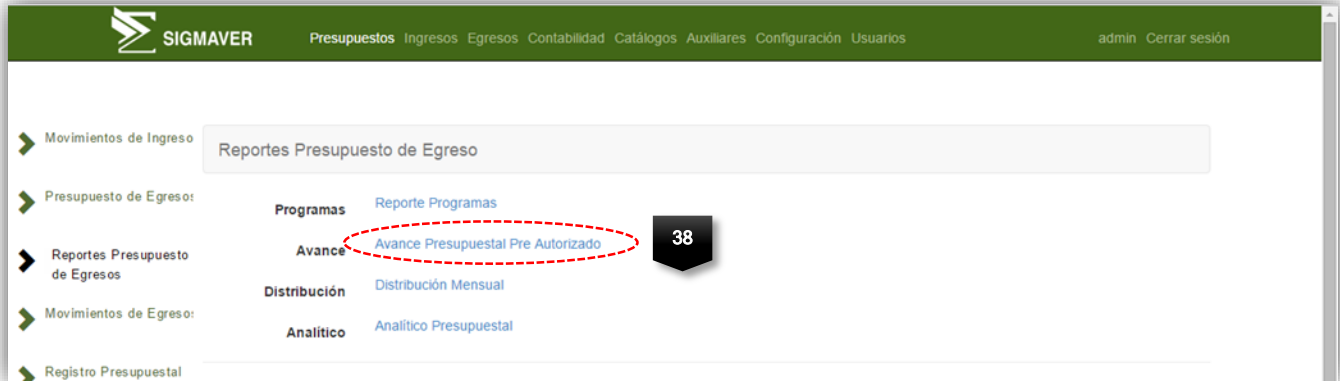 SIGMAVER Presupuestos Ingresos Egresos Contabilidad Catálogos Auxiliares Configuración Usuarios admin Cerrar sesión
Movimientos de Ingreso
Presupuesto de Egresos
Reportes Presupuesto
de Egresos
Movimientos de Egresos
Registro Presupuestal
Reportes Presupuesto de Egreso
Programas Reporte Programas
Avance Avance Presupuestal Pre Autorizado 38
Distribución Distribución Mensual
Analítico Analítico Presupuestal